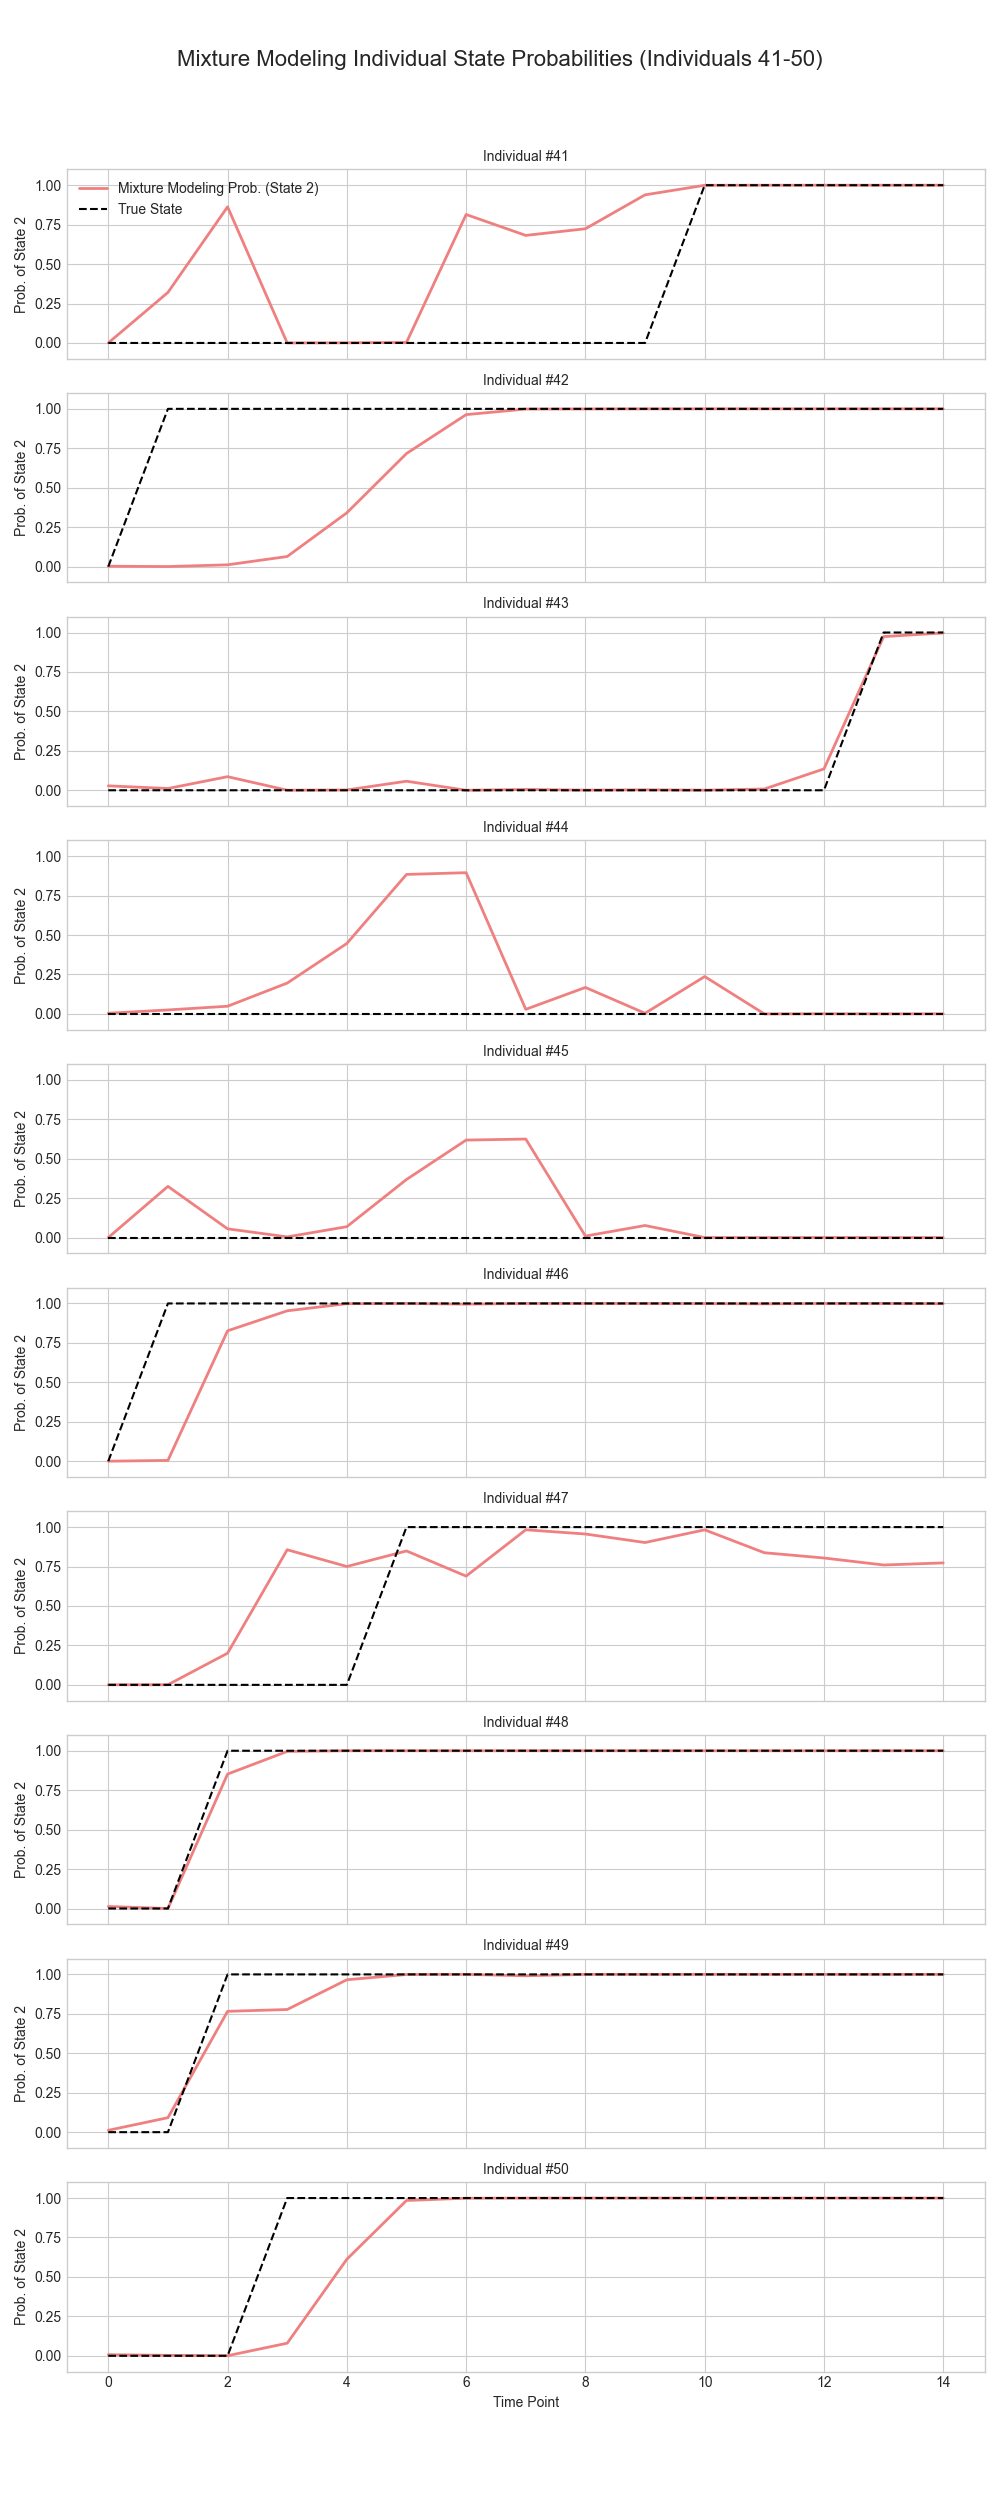 Mixture Modeling Individual State Probabilities (Individuals 41-50)
Individual #41
Mixture Modeling Prob. (State 2)
True State
Prob. of State 2
1.00
0.75
0.50
0.25
0.00
Individual #42
Prob. of State 2
1.00
0.75
0.50
0.25
0.00
Individual #43
Prob. of State 2
1.00
0.75
0.50
0.25
0.00
Individual #44
Prob. of State 2
1.00
0.75
0.50
0.25
0.00
Individual #45
Prob. of State 2
1.00
0.75
0.50
0.25
0.00
Individual #46
Prob. of State 2
1.00
0.75
0.50
0.25
0.00
Individual #47
Prob. of State 2
1.00
0.75
0.50
0.25
0.00
Individual #48
Prob. of State 2
1.00
0.75
0.50
0.25
0.00
Individual #49
Prob. of State 2
1.00
0.75
0.50
0.25
0.00
Individual #50
Prob. of State 2
1.00
0.75
0.50
0.25
0.00
0 2 4 6 8 10 12 14
Time Point